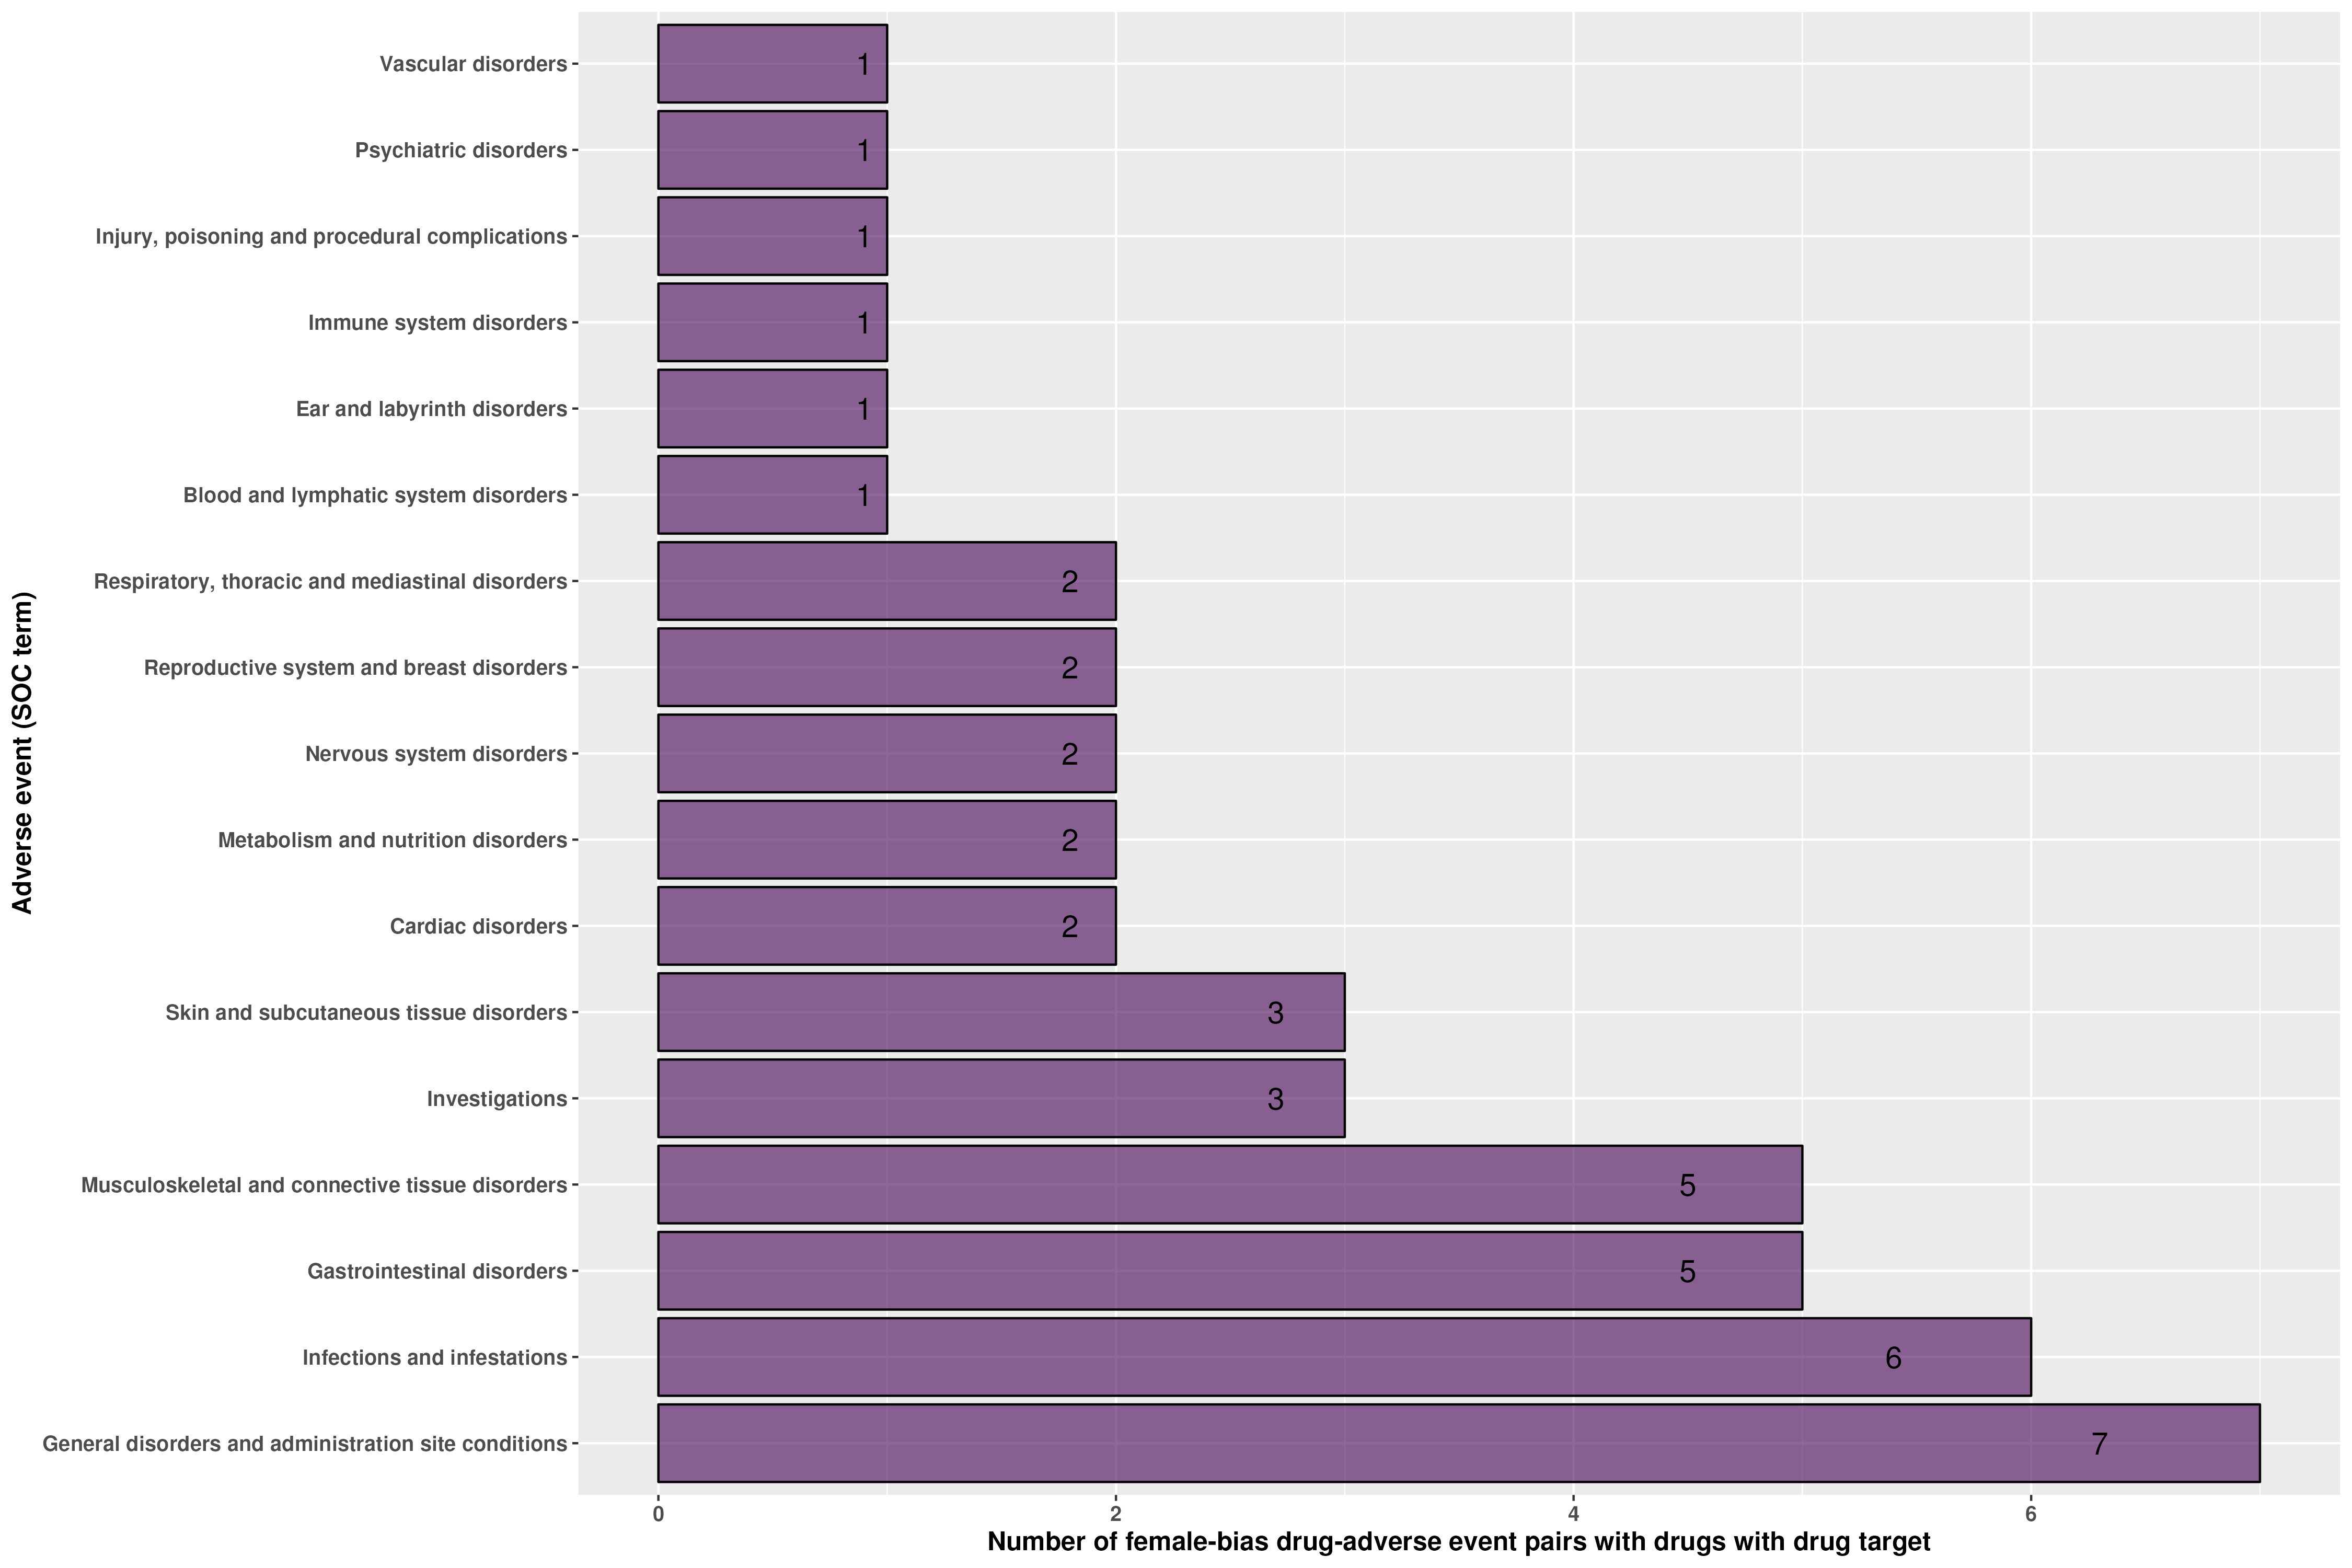 Adverse event (SOC term)
Vascular disorders 1
Psychiatric disorders 1
Injury, poisoning and procedural complications 1
Immune system disorders 1
Ear and labyrinth disorders 1
Blood and lymphatic system disorders 1
Respiratory, thoracic and mediastinal disorders 2
Reproductive system and breast disorders 2
Nervous system disorders 2
Metabolism and nutrition disorders 2
Cardiac disorders 2
Skin and subcutaneous tissue disorders 3
Investigations 3
Musculoskeletal and connective tissue disorders 5
Gastrointestinal disorders 5
Infections and infestations 6
General disorders and administration site conditions 7
0 2 4 6
Number of female-bias drug-adverse event pairs with drugs with drug target